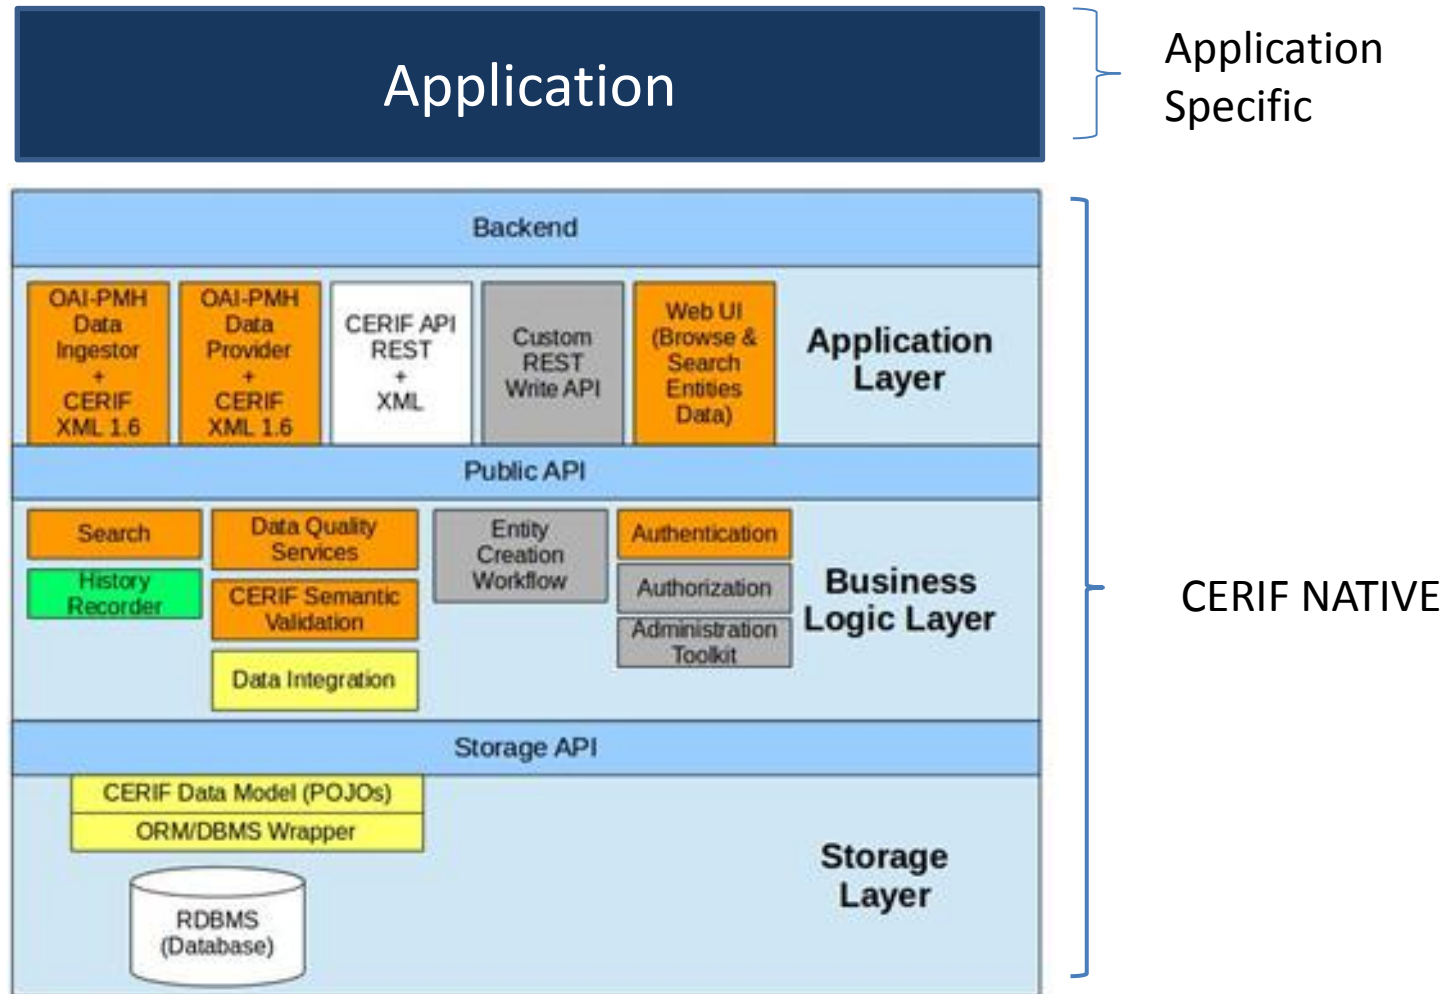 Application
Application
Specific
Backend
OAI-PMH
Data
Ingestor
+
CERIF
XML 1.6
OAI-PMH
Data
Provider
+
CERIF
XML 1.6
CERIF API
REST
+
XML
Custom
REST
Write API
Web UI
(Browse &
Search
Entities
Data)
Application
Layer
Public API
Search
History
Recorder
Data Quality
Services
CERIF Semantic
Validation
Data Integration
Entity
Creation
Workflow
Authentication
Authorization
Administration
Toolkit
Business
Logic Layer
CERIF NATIVE
Storage API
CERIF Data Model (POJOs)
ORM/DBMS Wrapper
RDBMS
(Database)
Storage
Layer